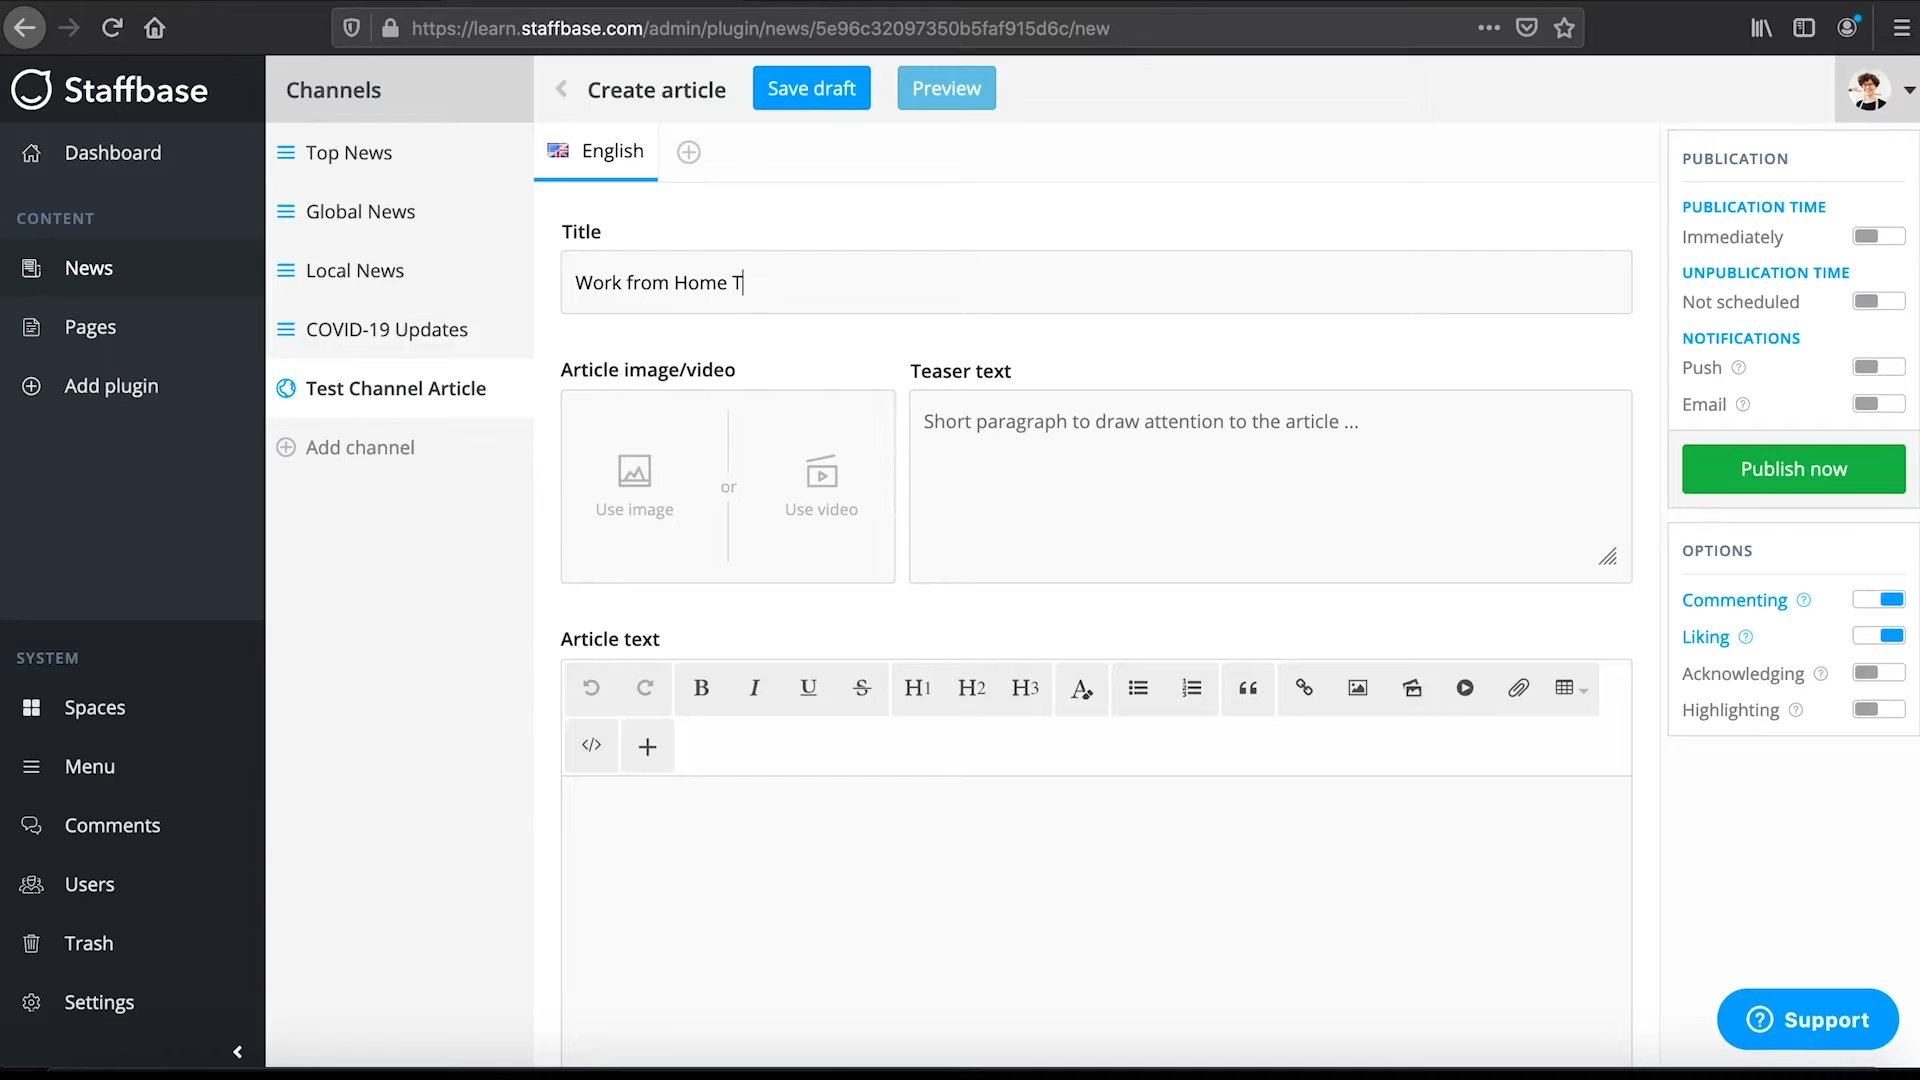 https://learn.staffbase.com/admin/plugin/news/5e96c32097350b5faf915d6c/new
Staffbase
Channels
Create article
Save draft
Preview
Dashboard
CONTENT
News
Pages
Add plugin
SYSTEM
Spaces
Menu
Comments
Users
Trash
Settings
Top News
Global News
Local News
COVID-19 Updates
Test Channel Article
Add channel
English
Title
Work from Home T
Article image/video
Teaser text
Use image
or
Use video
Short paragraph to draw attention to the article ...
Article text
B I U S H1 H2 H3 A
</>
PUBLICATION
PUBLICATION TIME
Immediately
UNPUBLICATION TIME
Not scheduled
NOTIFICATIONS
Push
Email
Publish now
OPTIONS
Commenting
Liking
Acknowledging
Highlighting
Support